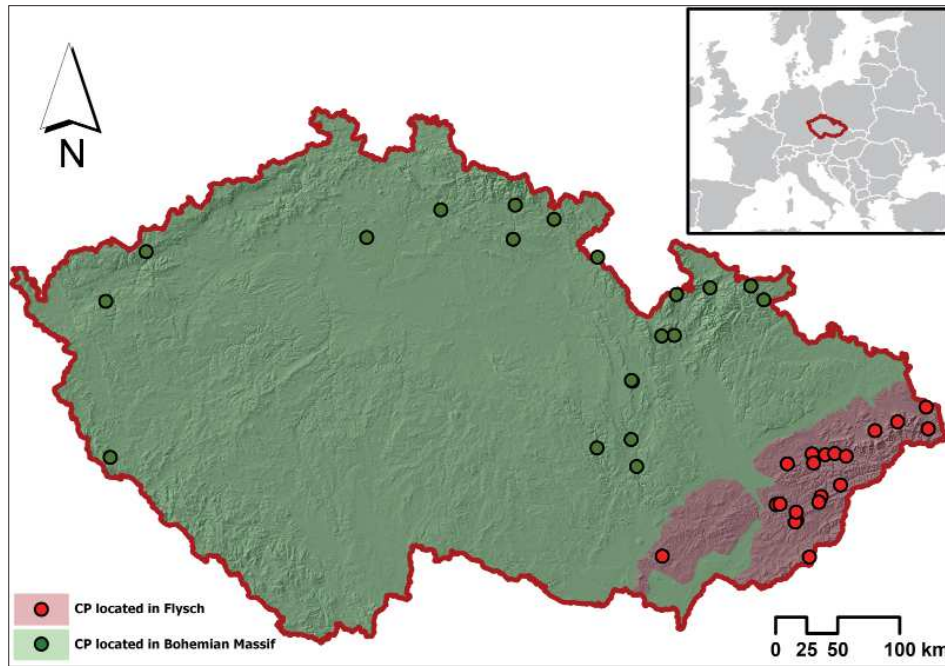 N
CP located in Flysch
CP located in Bohemian Massif
0 25 50 100 km